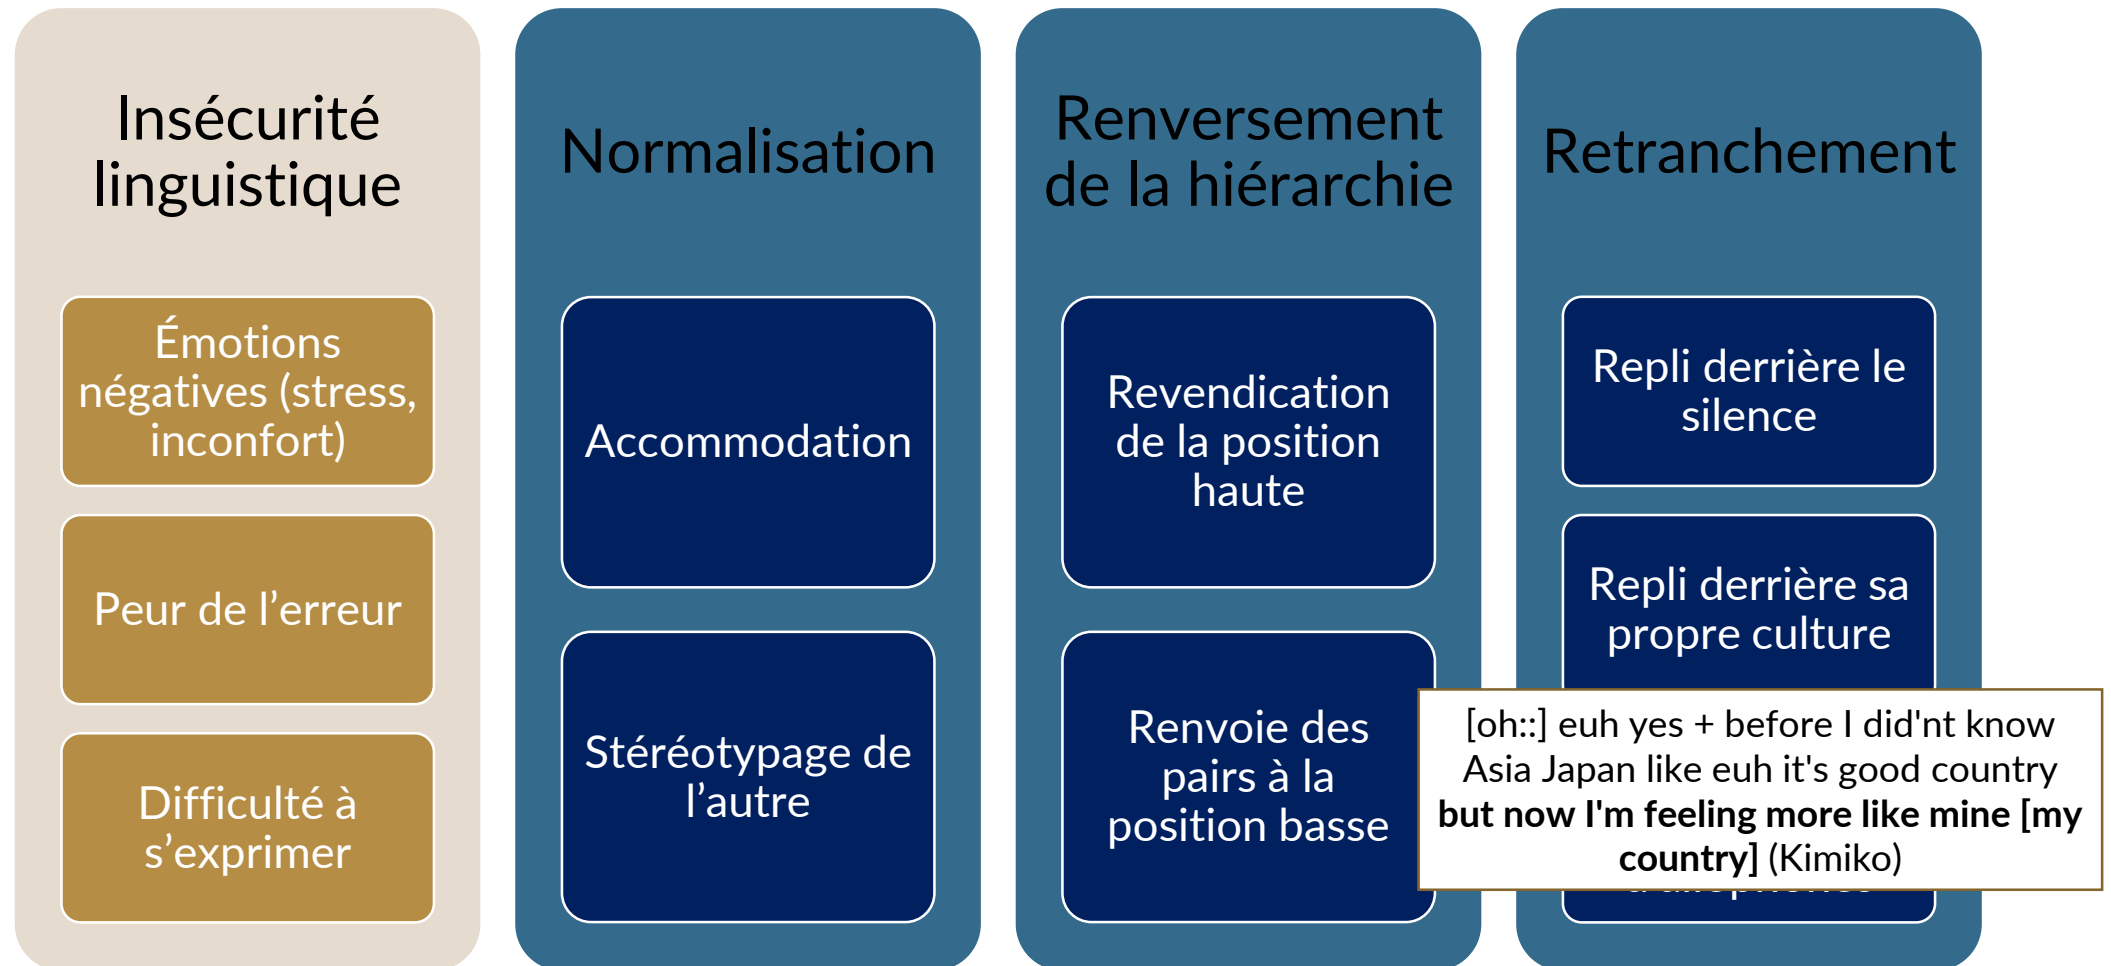 Insécurité
linguistique
Émotions
négatives (stress,
inconfort)
Peur de l’erreur
Difficulté à
s’exprimer
Normalisation
Accommodation
Stéréotypage de
l’autre
Renversement
de la hiérarchie
Revendication
de la position
haute
Renvoie des
pairs à la
position basse
Retranchement
Repli derrière le
silence
Repli derrière sa
propre culture
[oh::] euh yes + before I did'nt know
Asia Japan like euh it's good country
but now I'm feeling more like mine [my
country] (Kimiko)